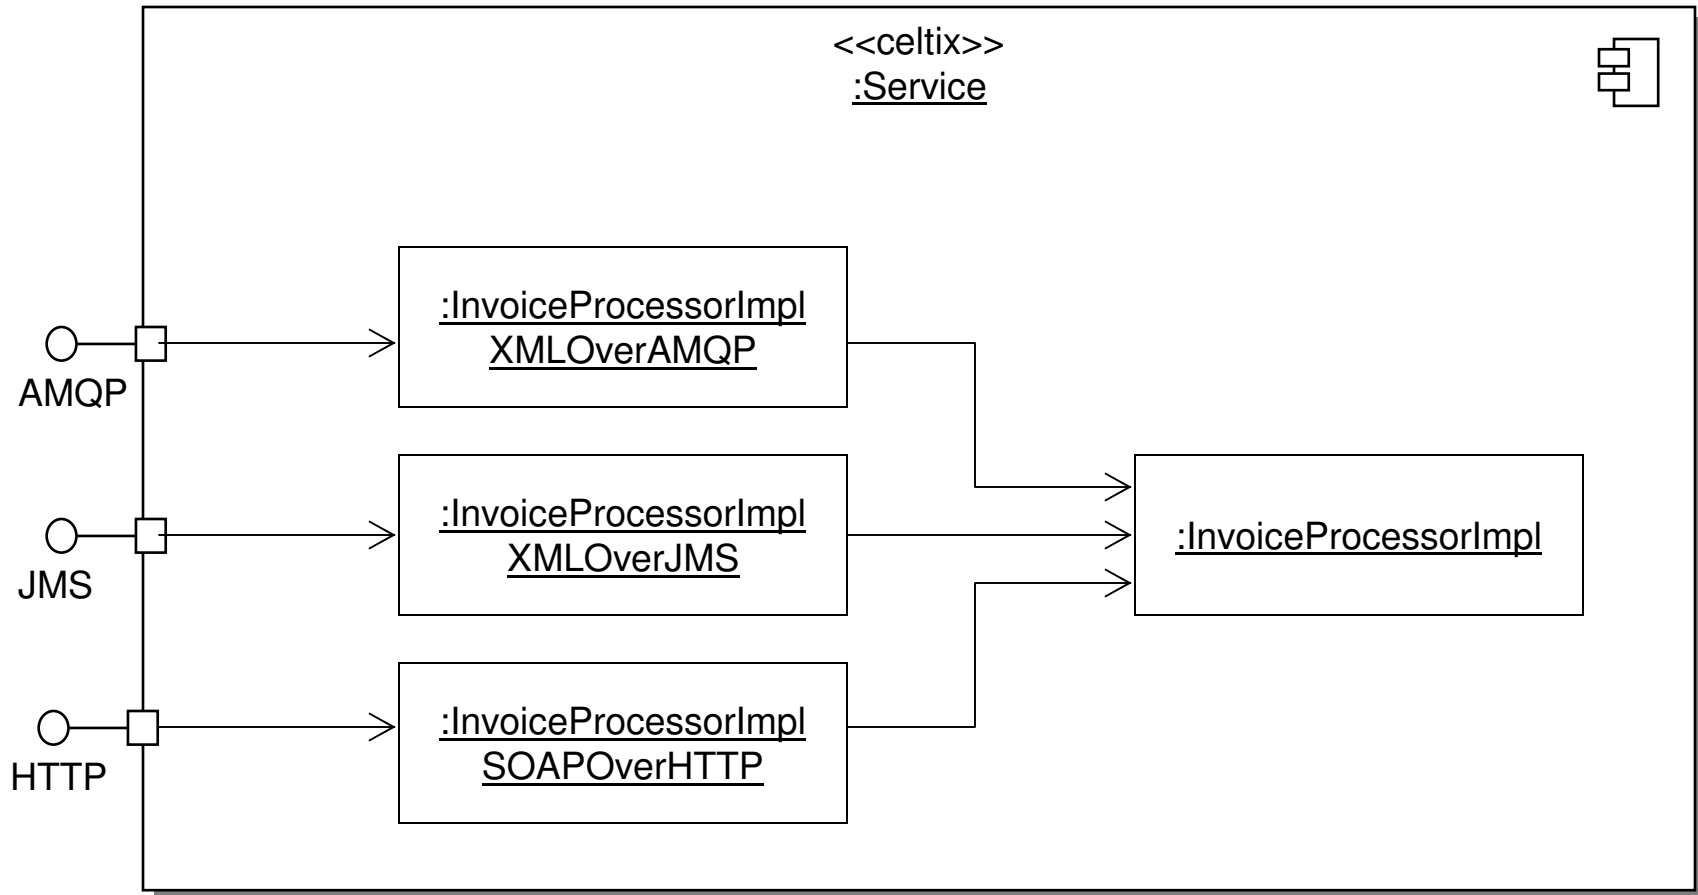 <<celtix>>
:Service
:InvoiceProcessorImpl
XMLOverAMQP
AMQP
:InvoiceProcessorImpl
XMLOverJMS
:InvoiceProcessorImpl
JMS
:InvoiceProcessorImpl
SOAPOverHTTP
HTTP